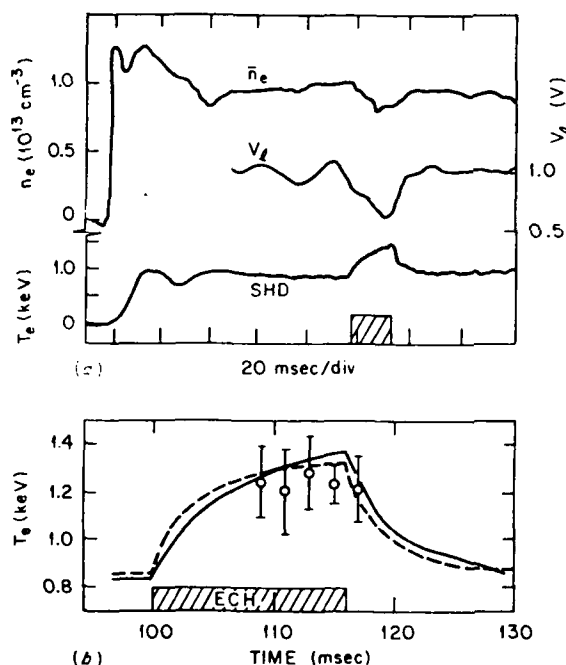 n̄e
1.0
0.5
0
ne (10^13 cm^-3)
Vℓ (V)
Vℓ
1.0
0.5
1.0
0
Te (keV)
SHD
(a)
20 msec/div
1.4
1.2
1.0
0.8
Te (keV)
ECH
100
110
120
130
(b)
TIME (msec)